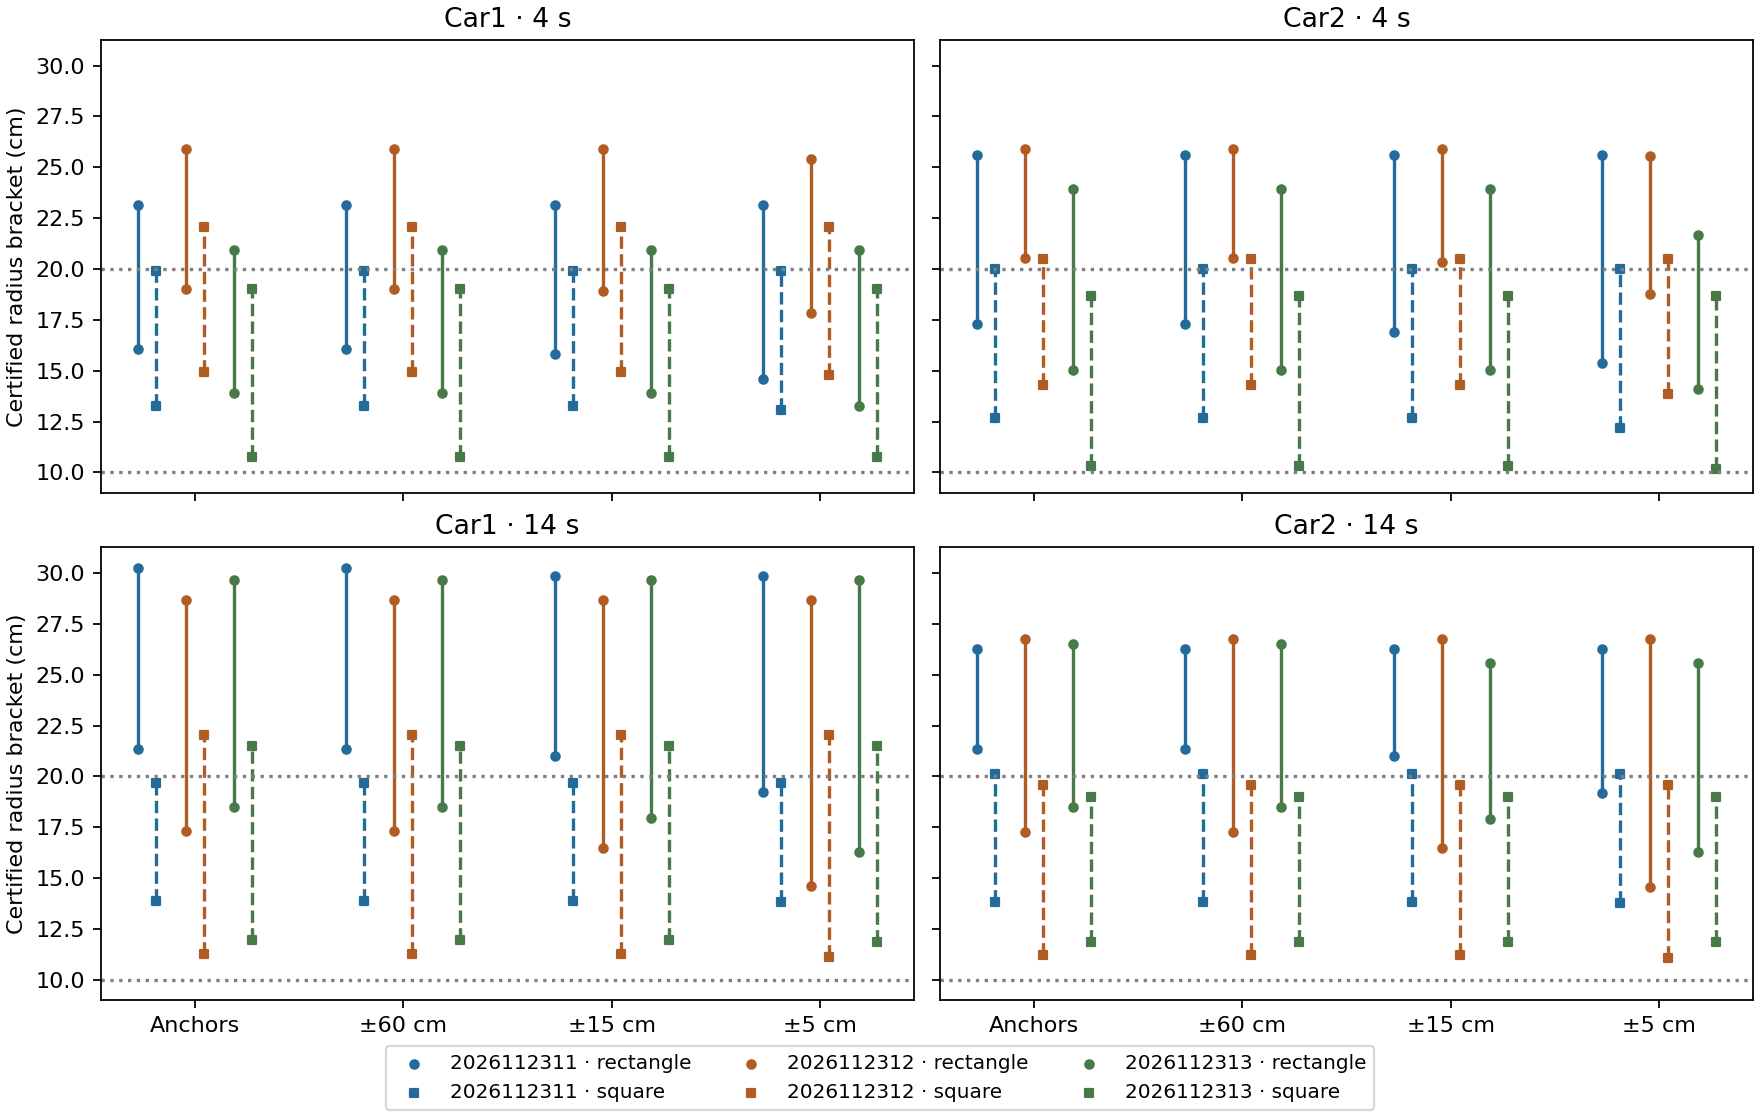 Car1 · 4 s
Car2 · 4 s
Certified radius bracket (cm)
30.0
27.5
25.0
22.5
20.0
17.5
15.0
12.5
10.0
Car1 · 14 s
Car2 · 14 s
Certified radius bracket (cm)
30.0
27.5
25.0
22.5
20.0
17.5
15.0
12.5
10.0
Anchors ±60 cm ±15 cm ±5 cm
Anchors ±60 cm ±15 cm ±5 cm
2026112311 · rectangle 2026112312 · rectangle 2026112313 · rectangle
2026112311 · square 2026112312 · square 2026112313 · square